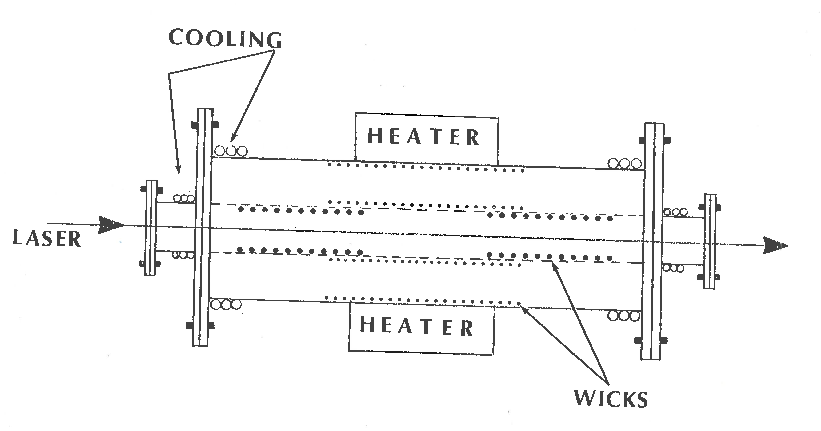 COOLING
HEATER
LASER
HEATER
WICKS